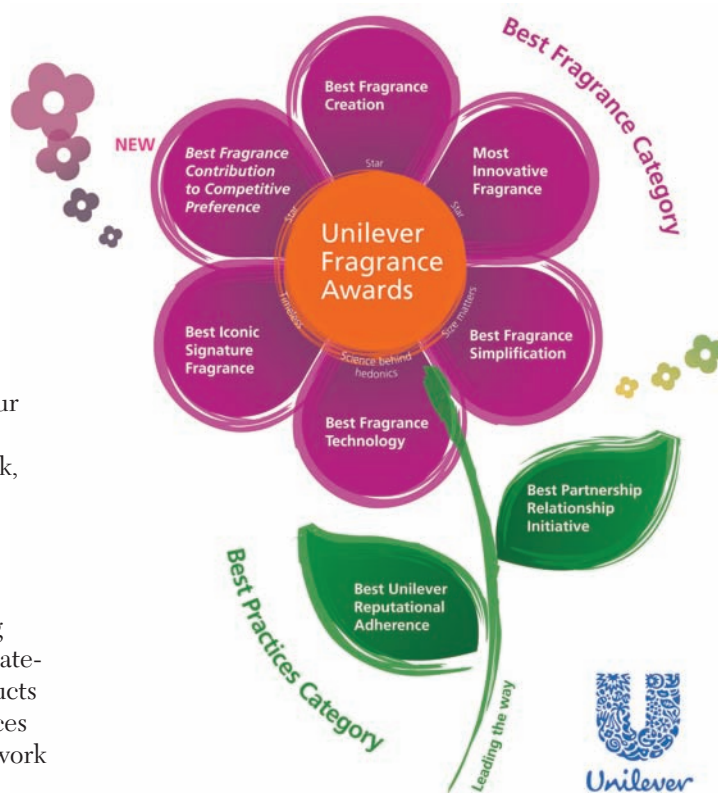 Best Fragrance Category
Best Fragrance
Creation
Star
NEW
Best Fragrance
Contribution
to Competitive
Preference
Star
Most
Innovative
Fragrance
Star
Unilever
Fragrance
Awards
Best Iconic
Signature
Fragrance
Timeless
Best Fragrance
Simplification
Size matters
Science behind
hedonics
Best Fragrance
Technology
Best Partnership
Relationship
Initiative
Best Unilever
Reputational
Adherence
Best Practices Category
Leading the way
Unilever
ur
k,
g
ate-
ucts
ces
work